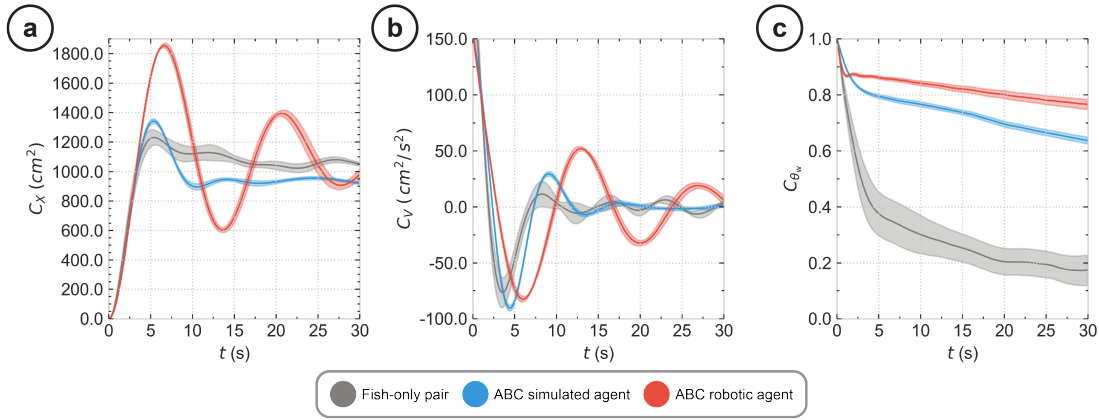 a
1800.0
1600.0
1400.0
1200.0
1000.0
800.0
600.0
400.0
200.0
0.0
C_X (cm²)
0 5 10 15 20 25 30
t (s)
b
150.0
100.0
50.0
0.0
-50.0
-100.0
C_V (cm²/s²)
0 5 10 15 20 25 30
t (s)
c
1.0
0.8
0.6
0.4
0.2
0.0
C_θ_w
0 5 10 15 20 25 30
t (s)
Fish-only pair ABC simulated agent ABC robotic agent